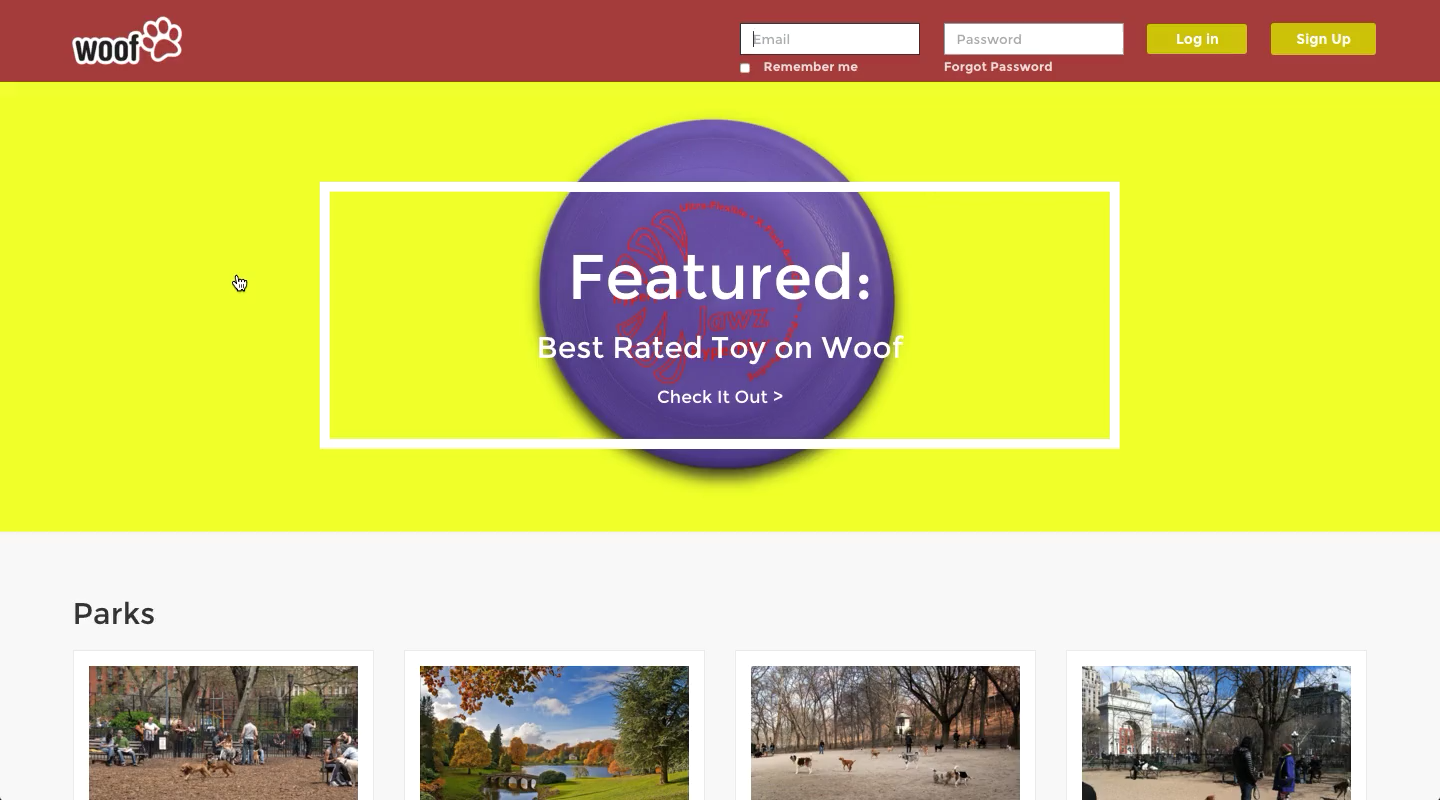 woof
Email
Password
Log in
Sign Up
Remember me
Forgot Password
Featured:
Best Rated Toy on Woof
Check It Out >
Parks